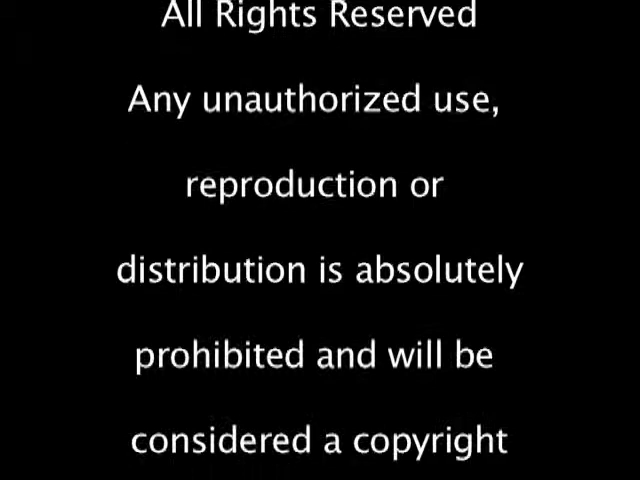 All Rights Reserved
Any unauthorized use,
reproduction or
distribution is absolutely
prohibited and will be
considered a copyright